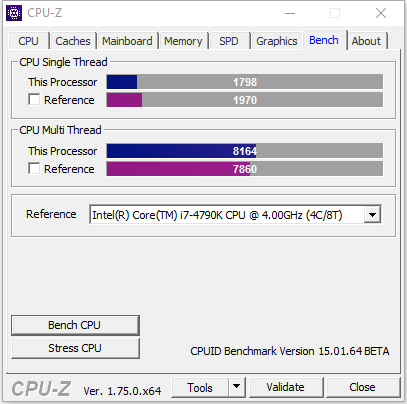 CPU-Z
CPU Caches Mainboard Memory SPD Graphics Bench About
CPU Single Thread
This Processor 1798
Reference 1970
CPU Multi Thread
This Processor 8164
Reference 7860
Reference Intel(R) Core(TM) i7-4790K CPU @ 4.00GHz (4C/8T)
Bench CPU
Stress CPU
CPUID Benchmark Version 15.01.64 BETA
CPU-Z Ver. 1.75.0.x64 Tools Validate Close